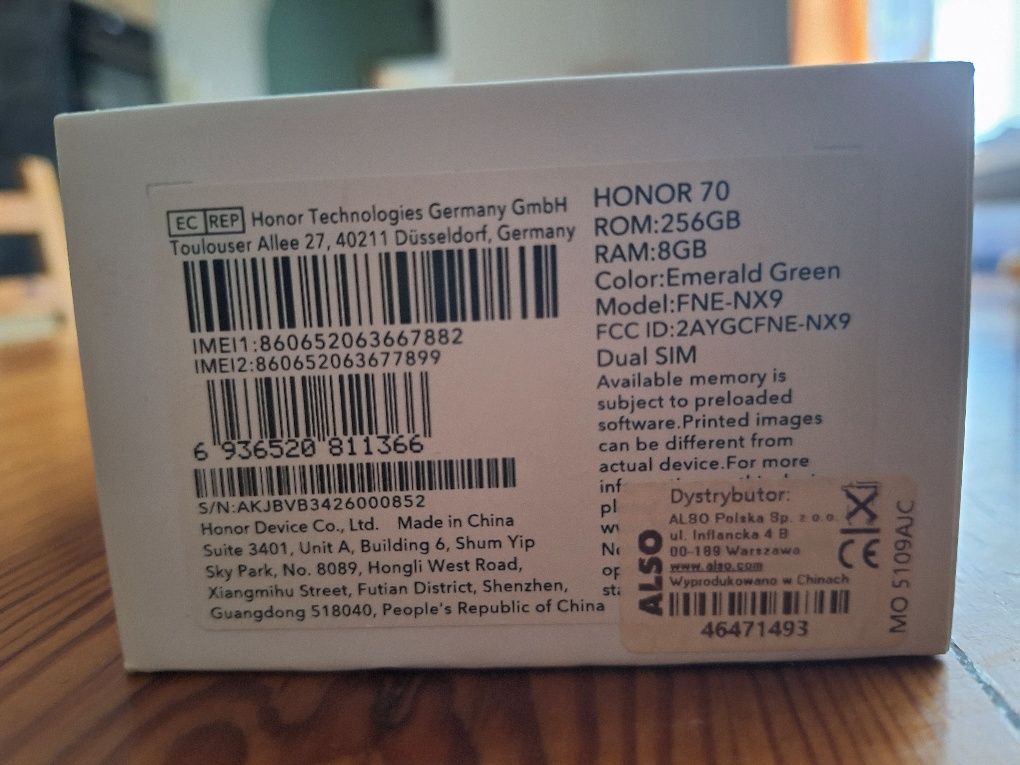 EC REP Honor Technologies Germany GmbH
Toulouser Allee 27, 40211 Düsseldorf, Germany
IMEI1:860652063667882
IMEI2:860652063677899
6 936520 811366
S/N:AKJBVB3426000852
Honor Device Co., Ltd. Made in China
Suite 3401, Unit A, Building 6, Shum Yip
Sky Park, No. 8089, Hongli West Road,
Xiangmihu Street, Futian District, Shenzhen,
Guangdong 518040, People's Republic of China
HONOR 70
ROM:256GB
RAM:8GB
Color:Emerald Green
Model:FNE-NX9
FCC ID:2AYGCFNE-NX9
Dual SIM
Available memory is
subject to preloaded
software.Printed images
can be different from
actual device.For more
Dystrybutor:
ALSO
ALSO Polska Sp. z o.o.
ul. Inflancka 4 B
00-189 Warszawa
www.also.com
Wyprodukowano w Chinach
CE
46471493
MO 5109AJC